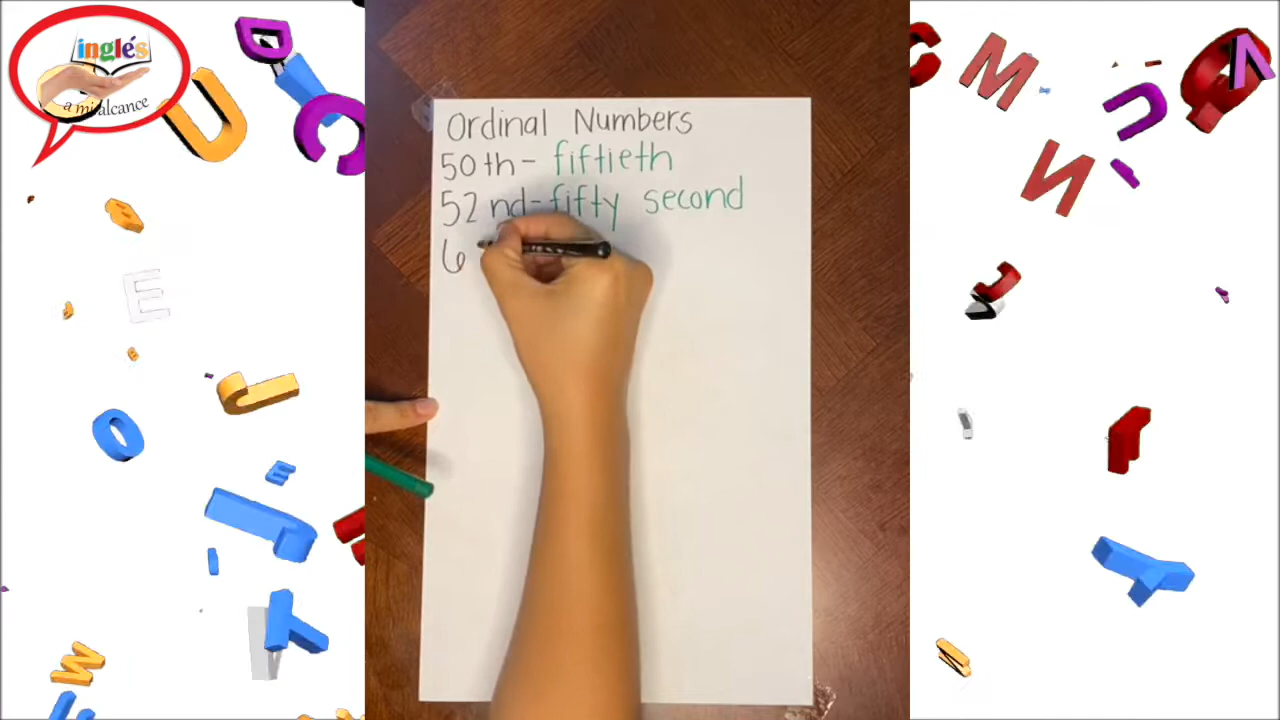 inglés
a mi alcance
Ordinal Numbers
50th- fiftieth
52nd-fifty second
6